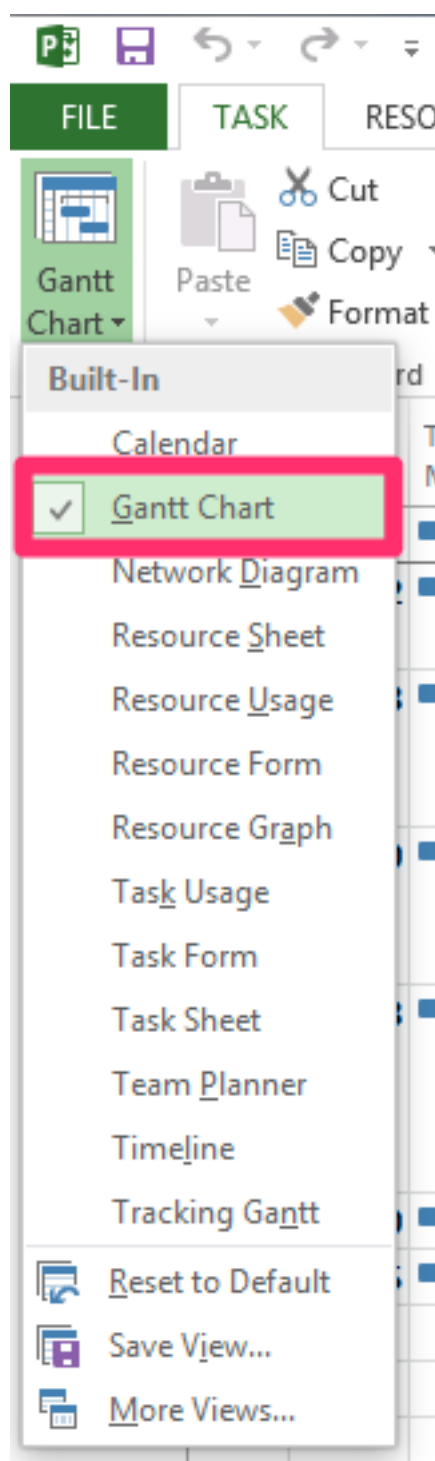 FILE
TASK
RESO
Cut
Copy
Format
Gantt
Chart
Paste
rd
Built-In
Calendar
Gantt Chart
Network Diagram
Resource Sheet
Resource Usage
Resource Form
Resource Graph
Task Usage
Task Form
Task Sheet
Team Planner
Timeline
Tracking Gantt
Reset to Default
Save View...
More Views...